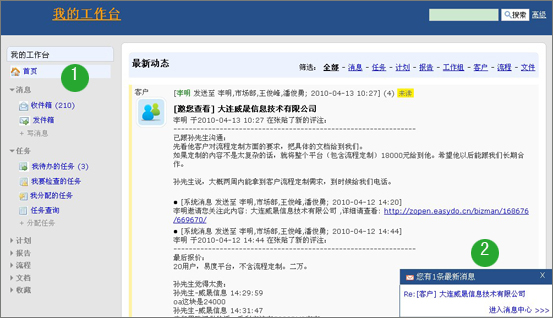 我的工作台
搜索 高级
我的工作台
首页
1
消息
收件箱 (210)
发件箱
+ 写消息
任务
我待办的任务 (3)
我要检查的任务
我分配的任务
任务查询
+ 分配任务
计划
报告
流程
文档
收藏
最新动态
筛选: 全部 - 消息 - 任务 - 计划 - 报告 - 工作组 - 客户 - 流程 - 文件
客户
[李明 发送至 李明,市场部,王俊峰,潘俊勇; 2010-04-13 10:27] (4)
[邀您查看] 大连威晟信息技术有限公司
李明 于2010-04-13 10:27 在张贴了新的评注:
已跟孙先生沟通:
先看他客户对流程定制方面的要求, 把具体的文档给到我们。
如果定制的内容不是太复杂的话, 就将整个平台 (包含流程定制) 18000元给到他。希望他以后能跟我们长期合作。
孙先生说, 大概两周内能拿到客户流程定制需求, 到时候给我们电话。
● [系统消息 发送至 李明,市场部,王俊峰,潘俊勇; 2010-04-12 14:20]
李明邀请您关注此内容: 大连威晟信息技术有限公司 ,详细请查看: http://zopen.easydo.cn/bizman/168676/669670/
● [系统消息 发送至 李明,市场部,王俊峰,潘俊勇; 2010-04-12 14:44]
李明 于2010-04-12 14:44 在张贴了新的评注:
最后报价:
20用户, 易度平台, 不含流程定制。二万。
孙先生觉得太贵:
孙先生-威晟信息 14:29:59
oa这块是24000
孙先生-威晟信息 14:31:47
2
您有1条最新消息 X
Re:[客户] 大连威晟信息技术有限公司
进入消息中心 >>>